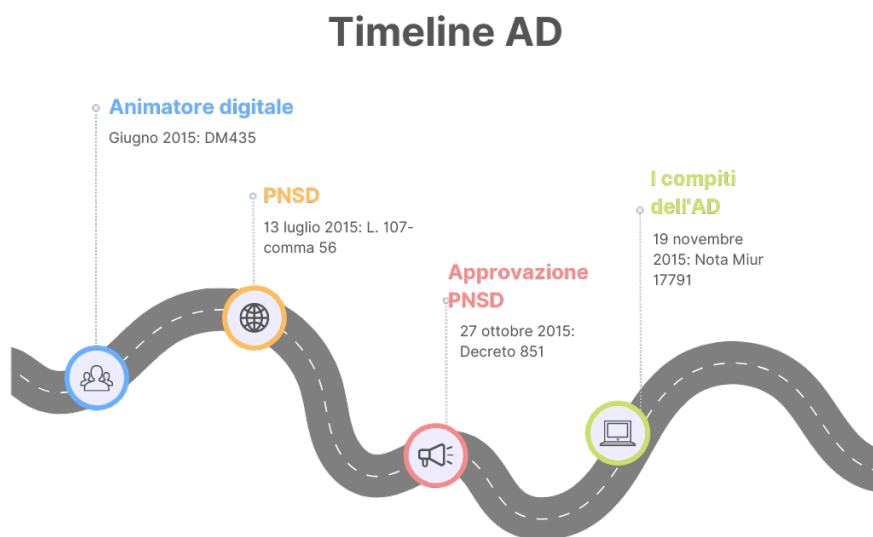 Timeline AD
Animatore digitale
Giugno 2015: DM435
PNSD
13 luglio 2015: L. 107-
comma 56
Approvazione
PNSD
27 ottobre 2015:
Decreto 851
I compiti
dell'AD
19 novembre
2015: Nota Miur
17791